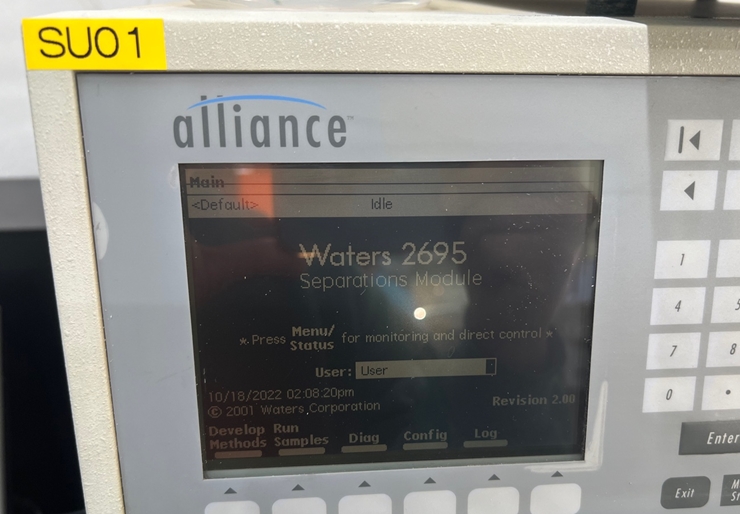 SU01
alliance
Main
<Default> Idle
Waters 2695
Separations Module
* Press Menu/Status for monitoring and direct control *
User: User
10/18/2022 02:08:20pm
© 2001 Waters Corporation
Revision 2.00
Develop Methods Run Samples Diag Config Log
1
4 5
7 8
0 .
Enter
Exit